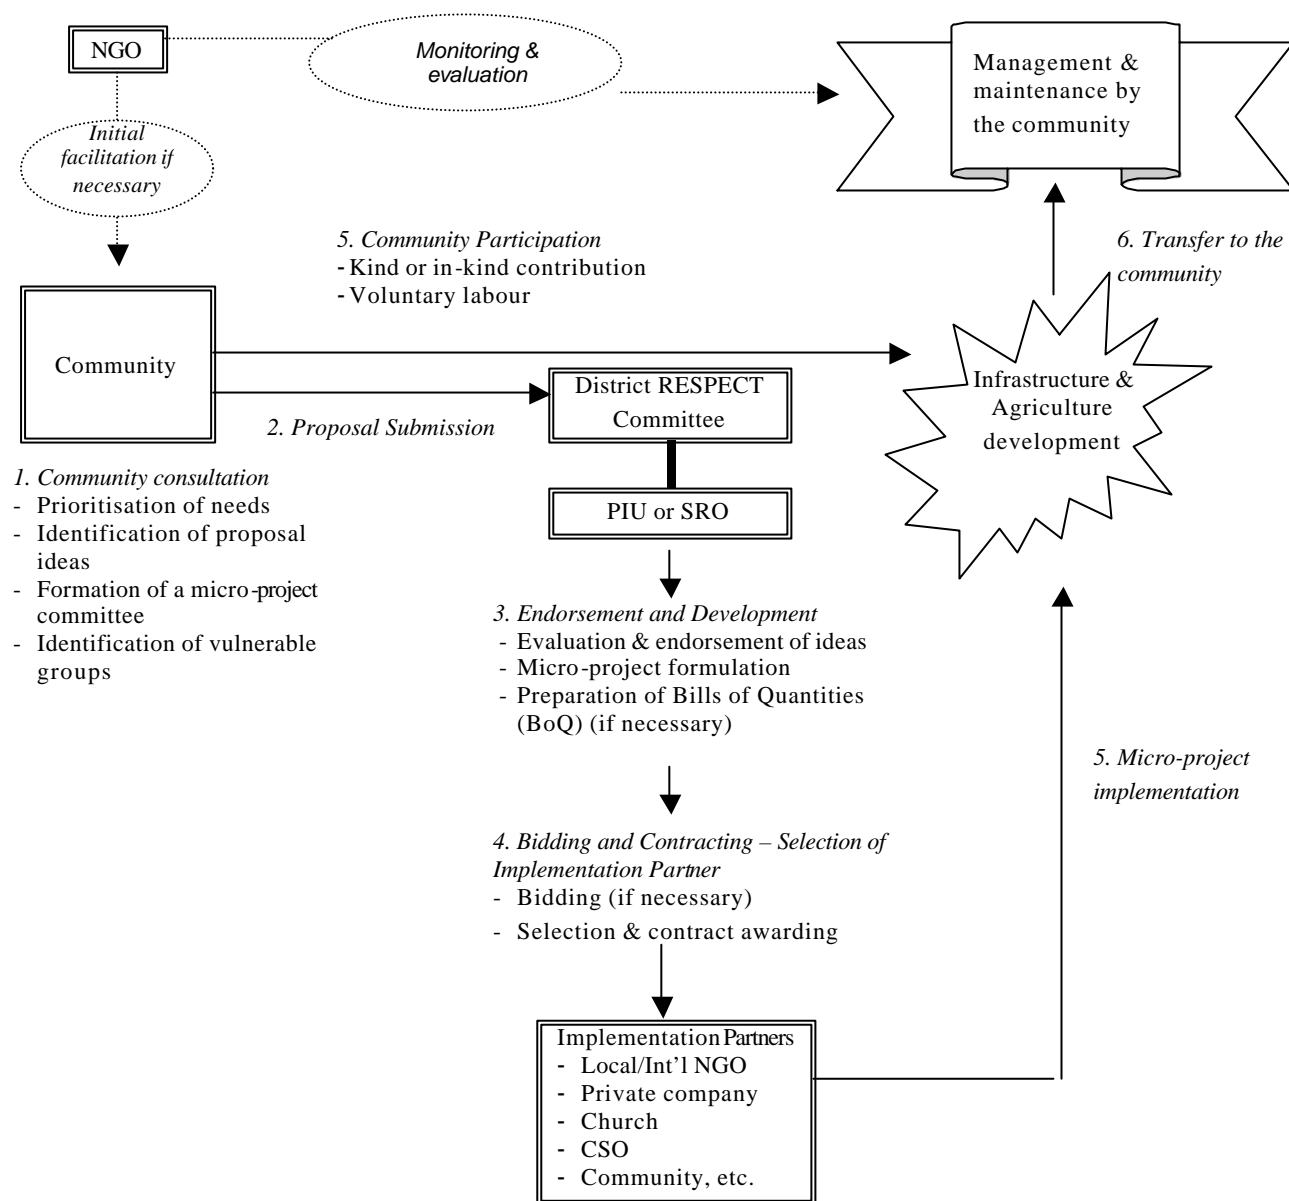 NGO
Monitoring &
evaluation
Management &
maintenance by
the community
Initial
facilitation if
necessary
5. Community Participation
- Kind or in-kind contribution
- Voluntary labour
6. Transfer to the
community
Community
District RESPECT
Committee
Infrastructure &
Agriculture
development
2. Proposal Submission
1. Community consultation
- Prioritisation of needs
- Identification of proposal
ideas
- Formation of a micro-project
committee
- Identification of vulnerable
groups
PIU or SRO
3. Endorsement and Development
- Evaluation & endorsement of ideas
- Micro-project formulation
- Preparation of Bills of Quantities
(BoQ) (if necessary)
5. Micro-project
implementation
4. Bidding and Contracting – Selection of
Implementation Partner
- Bidding (if necessary)
- Selection & contract awarding
Implementation Partners
- Local/Int'l NGO
- Private company
- Church
- CSO
- Community, etc.